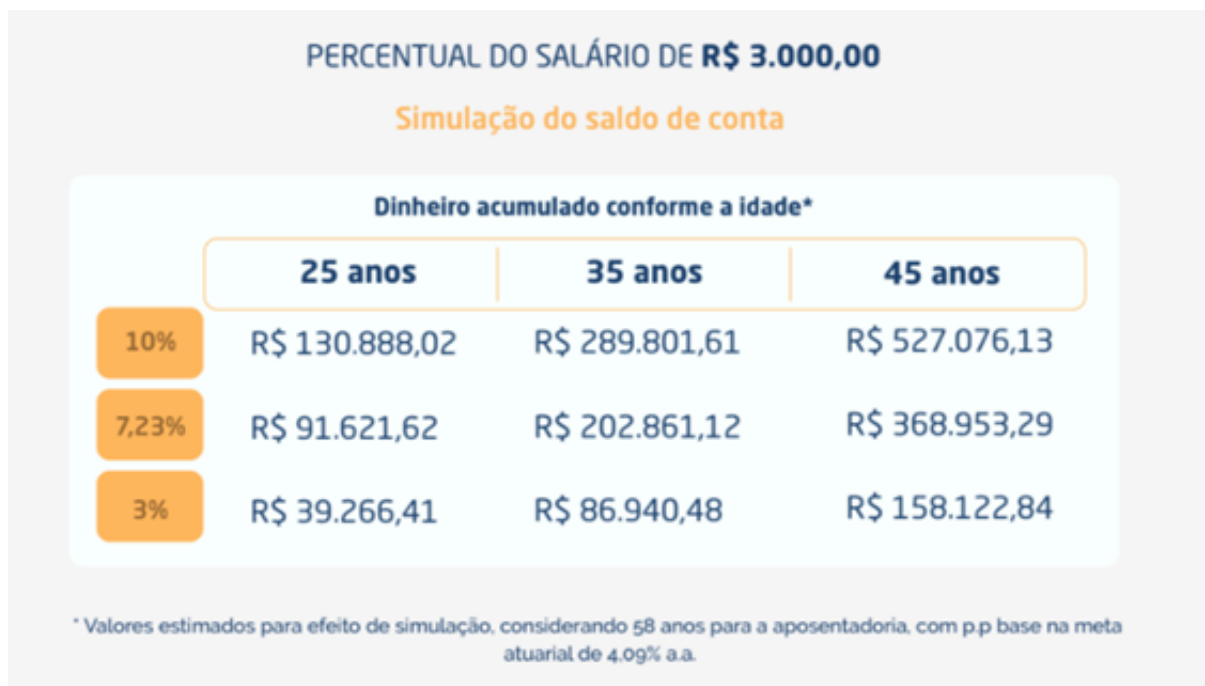 PERCENTUAL DO SALÁRIO DE R$ 3.000,00
Simulação do saldo de conta
Dinheiro acumulado conforme a idade*
25 anos 35 anos 45 anos
10% R$ 130.888,02 R$ 289.801,61 R$ 527.076,13
7,23% R$ 91.621,62 R$ 202.861,12 R$ 368.953,29
3% R$ 39.266,41 R$ 86.940,48 R$ 158.122,84
* Valores estimados para efeito de simulação, considerando 58 anos para a aposentadoria, com p.p base na meta
atuarial de 4,09% a.a.